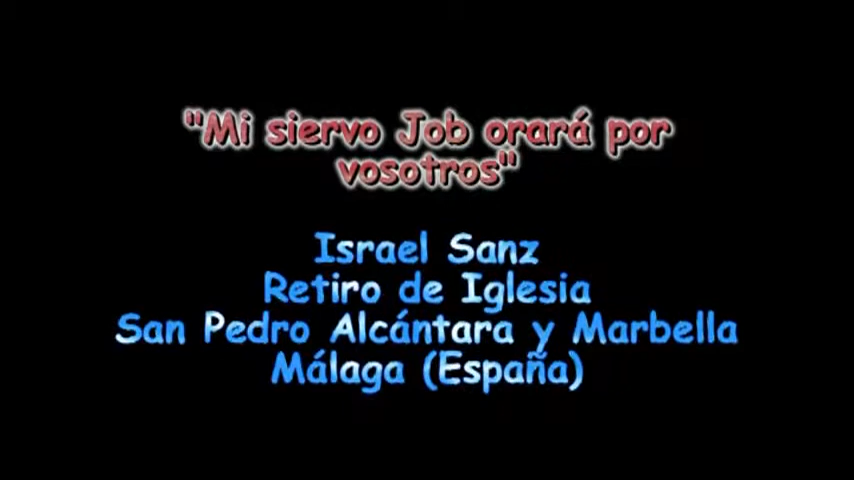 "Mi siervo Job orará por
vosotros"
Israel Sanz
Retiro de Iglesia
San Pedro Alcántara y Marbella
Málaga (España)